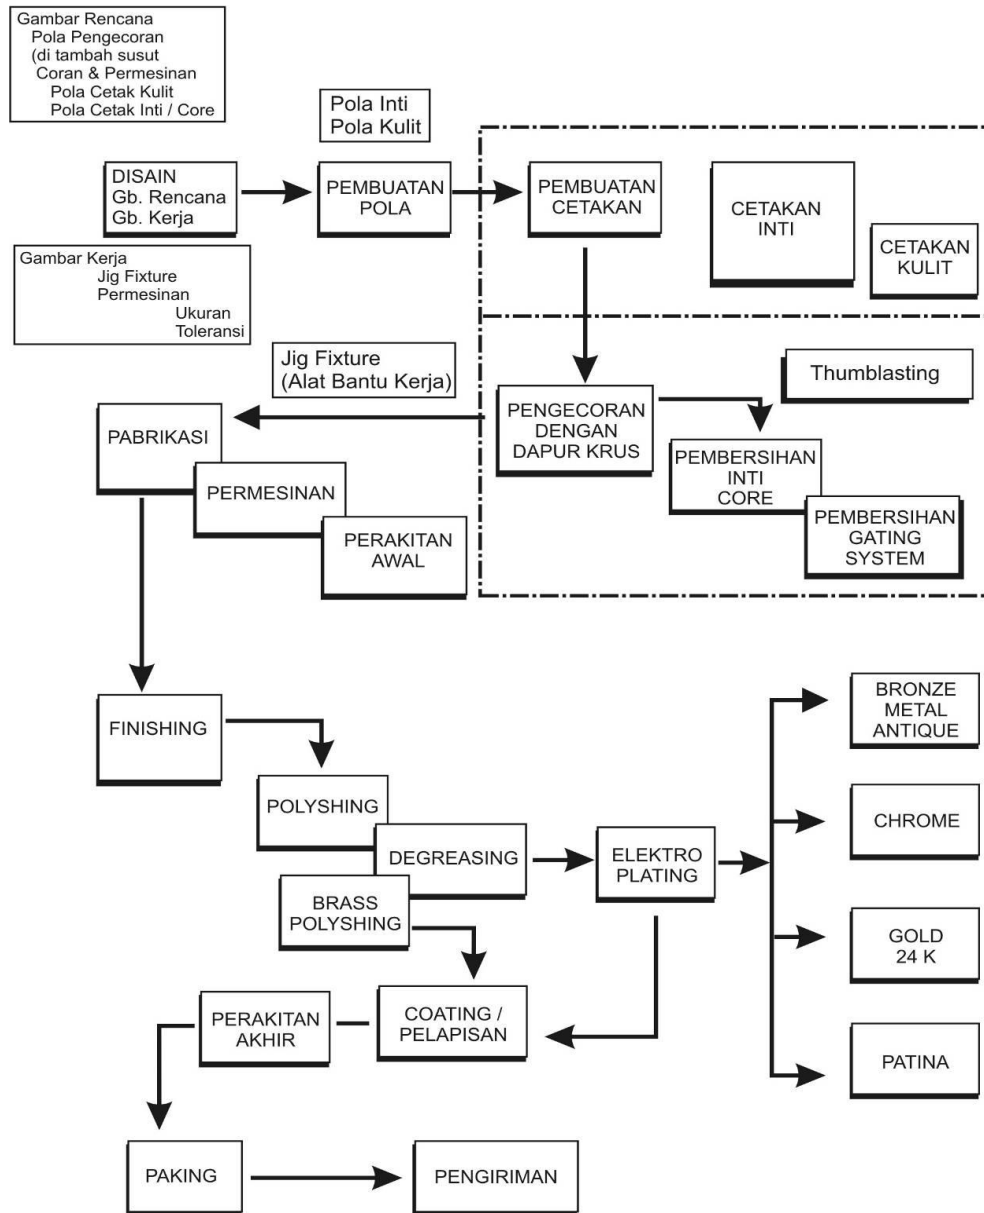 Gambar Rencana
Pola Pengecoran
(di tambah susut
Coran & Permesinan
Pola Cetak Kulit
Pola Cetak Inti / Core
Pola Inti
Pola Kulit
DISAIN
Gb. Rencana
Gb. Kerja
PEMBUATAN
POLA
PEMBUATAN
CETAKAN
CETAKAN
INTI
CETAKAN
KULIT
Gambar Kerja
Jig Fixture
Permesinan
Ukuran
Toleransi
Jig Fixture
(Alat Bantu Kerja)
Thumblasting
PENGECORAN
DENGAN
DAPUR KRUS
PEMBERSIHAN
INTI
CORE
PEMBERSIHAN
GATING
SYSTEM
PABRIKASI
PERMESINAN
PERAKITAN
AWAL
FINISHING
POLYSHING
DEGREASING
BRASS
POLYSHING
ELEKTRO
PLATING
BRONZE
METAL
ANTIQUE
CHROME
GOLD
24 K
PATINA
COATING /
PELAPISAN
PERAKITAN
AKHIR
PAKING
PENGIRIMAN